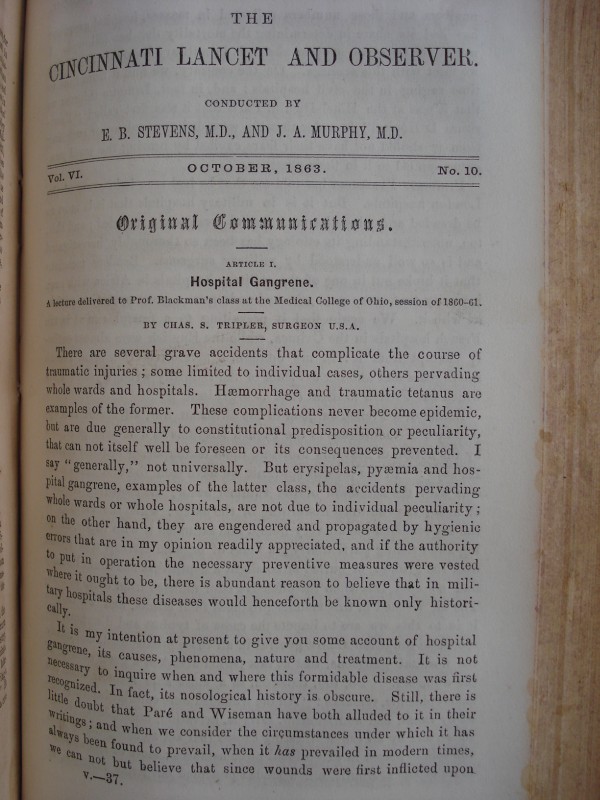 THE
CINCINNATI LANCET AND OBSERVER.
CONDUCTED BY
E. B. STEVENS, M.D., AND J. A. MURPHY, M.D.
Vol. VI. OCTOBER, 1863. No. 10.
Original Communications.
ARTICLE I.
Hospital Gangrene.
A lecture delivered to Prof. Blackman's class at the Medical College of Ohio, session of 1860-61.
BY CHAS. S. TRIPLER, SURGEON U.S.A.
There are several grave accidents that complicate the course of
traumatic injuries ; some limited to individual cases, others pervading
whole wards and hospitals. Hæmorrhage and traumatic tetanus are
examples of the former. These complications never become epidemic,
but are due generally to constitutional predisposition or peculiarity,
that can not itself well be foreseen or its consequences prevented. I
say "generally," not universally. But erysipelas, pyæmia and hos-
pital gangrene, examples of the latter class, the accidents pervading
whole wards or whole hospitals, are not due to individual peculiarity ;
on the other hand, they are engendered and propagated by hygienic
errors that are in my opinion readily appreciated, and if the authority
to put in operation the necessary preventive measures were vested
where it ought to be, there is abundant reason to believe that in mili-
tary hospitals these diseases would henceforth be known only histori-
cally.
It is my intention at present to give you some account of hospital
gangrene, its causes, phenomena, nature and treatment. It is not
necessary to inquire when and where this formidable disease was first
recognized. In fact, its nosological history is obscure. Still, there is
little doubt that Paré and Wiseman have both alluded to it in their
writings ; and when we consider the circumstances under which it has
always been found to prevail, when it has prevailed in modern times,
we can not but believe that since wounds were first inflicted upon
V.—37.